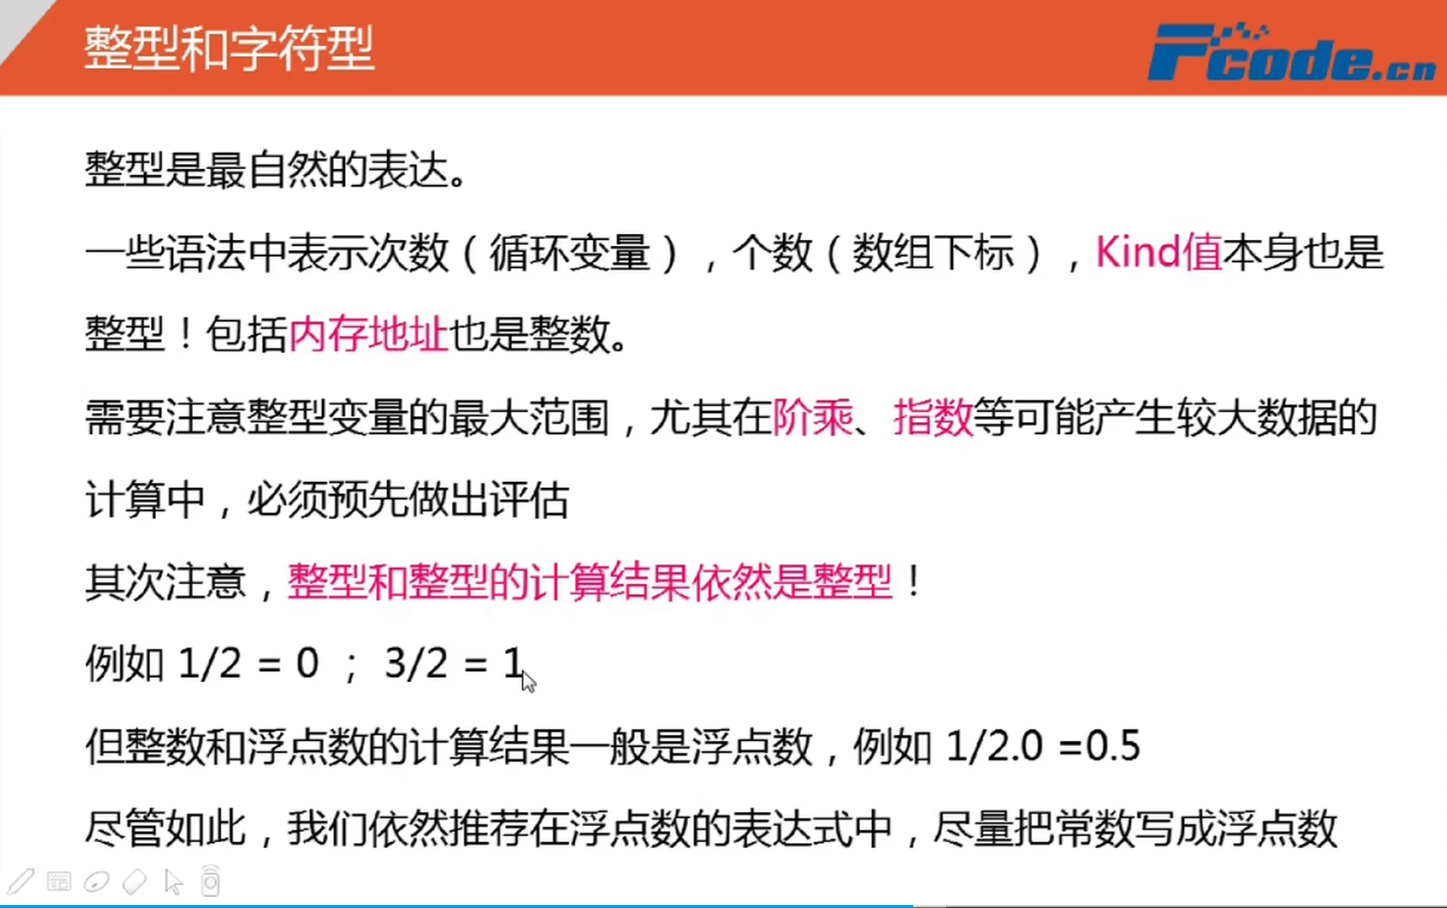 整型和字符型
Fcode.cn
整型是最自然的表达。
一些语法中表示次数（循环变量），个数（数组下标），Kind值本身也是
整型！包括内存地址也是整数。
需要注意整型变量的最大范围，尤其在阶乘、指数等可能产生较大数据的
计算中，必须预先做出评估
其次注意，整型和整型的计算结果依然是整型！
例如 1/2 = 0 ； 3/2 = 1
但整数和浮点数的计算结果一般是浮点数，例如 1/2.0 =0.5
尽管如此，我们依然推荐在浮点数的表达式中，尽量把常数写成浮点数